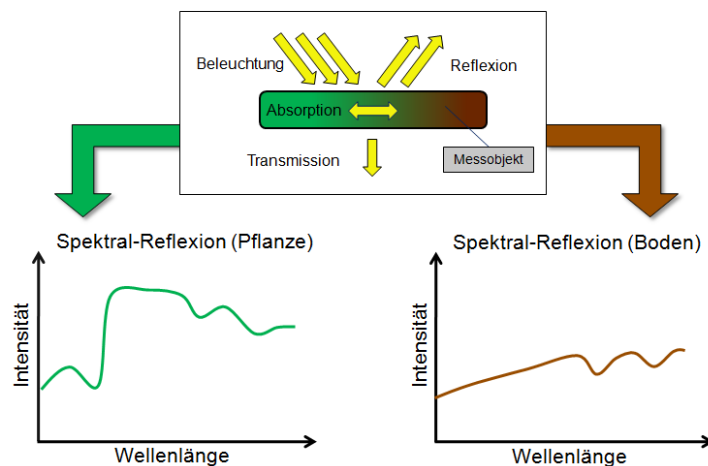 Beleuchtung
Reflexion
Absorption
Transmission
Messobjekt
Spektral-Reflexion (Pflanze)
Intensität
Wellenlänge
Spektral-Reflexion (Boden)
Intensität
Wellenlänge